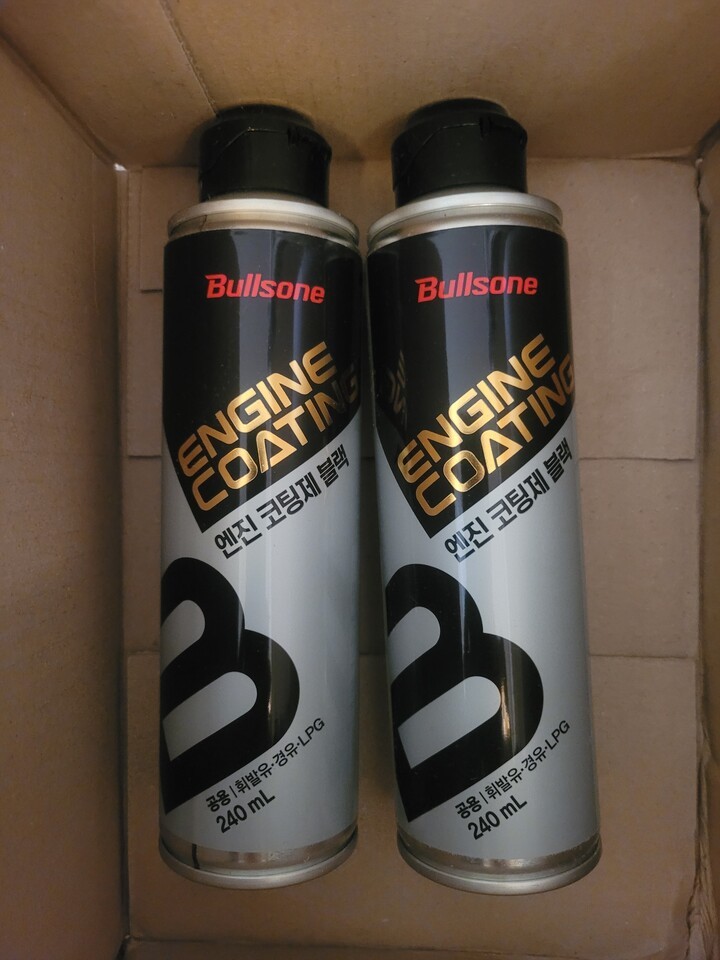 Bullsone
ENGINE
COATING
엔진 코팅제 블랙
B
공용 | 휘발유·경유·LPG
240 mL
Bullsone
ENGINE
COATING
엔진 코팅제 블랙
B
공용 | 휘발유·경유·LPG
240 mL